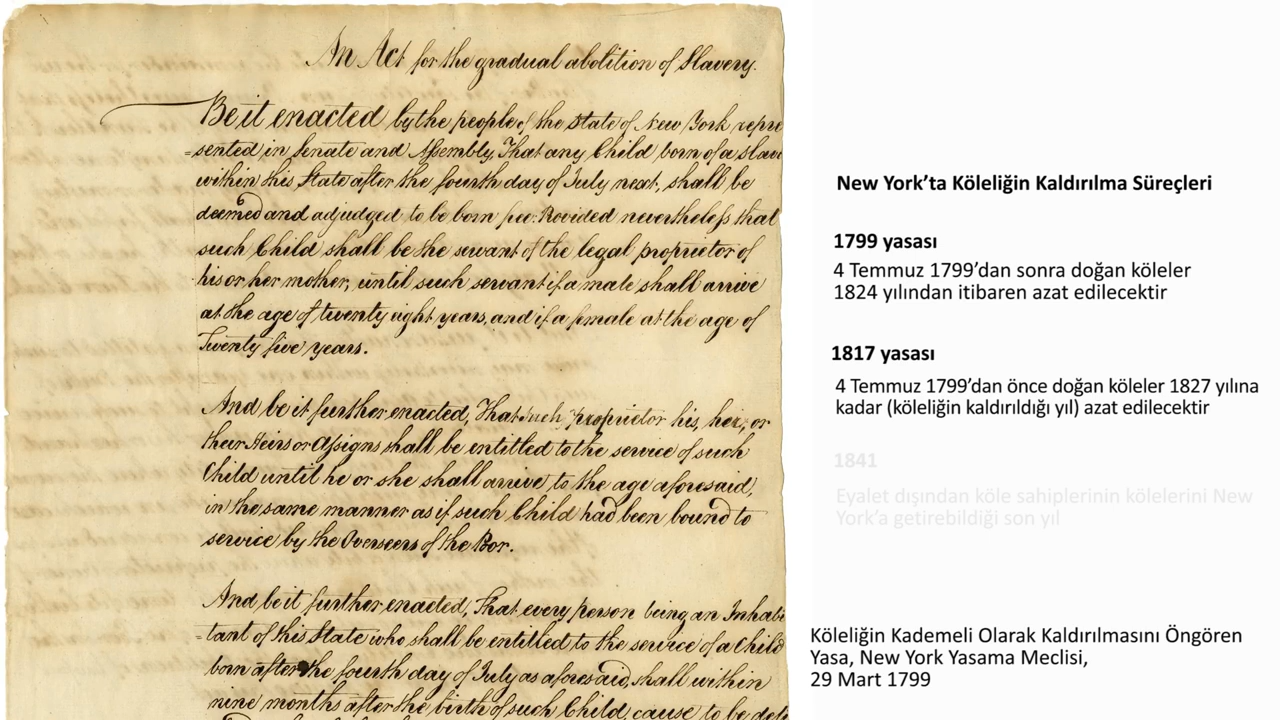 An Act for the gradual abolition of Slavery.
Be it enacted by the people of the State of New York repre
=sented in Senate and Assembly, That any Child born of a slave
within this State after the fourth day of July next, shall be
deemed and adjudged to be born free: Provided nevertheless that
such Child shall be the servant of the legal proprietor of
his or her mother, until such servant if a male shall arrive
at the age of twenty eight years, and if a female at the age of
Twenty five years.
And be it further enacted, That such proprietor his, her, or
their Heirs or Assigns shall be entitled to the service of such
Child until he or she shall arrive to the age aforesaid,
in the same manner as if such Child had been bound to
service by the Overseers of the Poor.
And be it further enacted, That every person being an Inhabi
=tant of this State who shall be entitled to the service of a Child
born after the fourth day of July as aforesaid, shall within
nine months after the birth of such Child, cause to be
New York'ta Köleliğin Kaldırılma Süreçleri
1799 yasası
4 Temmuz 1799'dan sonra doğan köleler
1824 yılından itibaren azat edilecektir
1817 yasası
4 Temmuz 1799'dan önce doğan köleler 1827 yılına
kadar (köleliğin kaldırıldığı yıl) azat edilecektir
1841
Eyalet dışından köle sahiplerinin kölelerini New
York'a getirebildiği son yıl
Köleliğin Kademeli Olarak Kaldırılmasını Öngören
Yasa, New York Yasama Meclisi,
29 Mart 1799